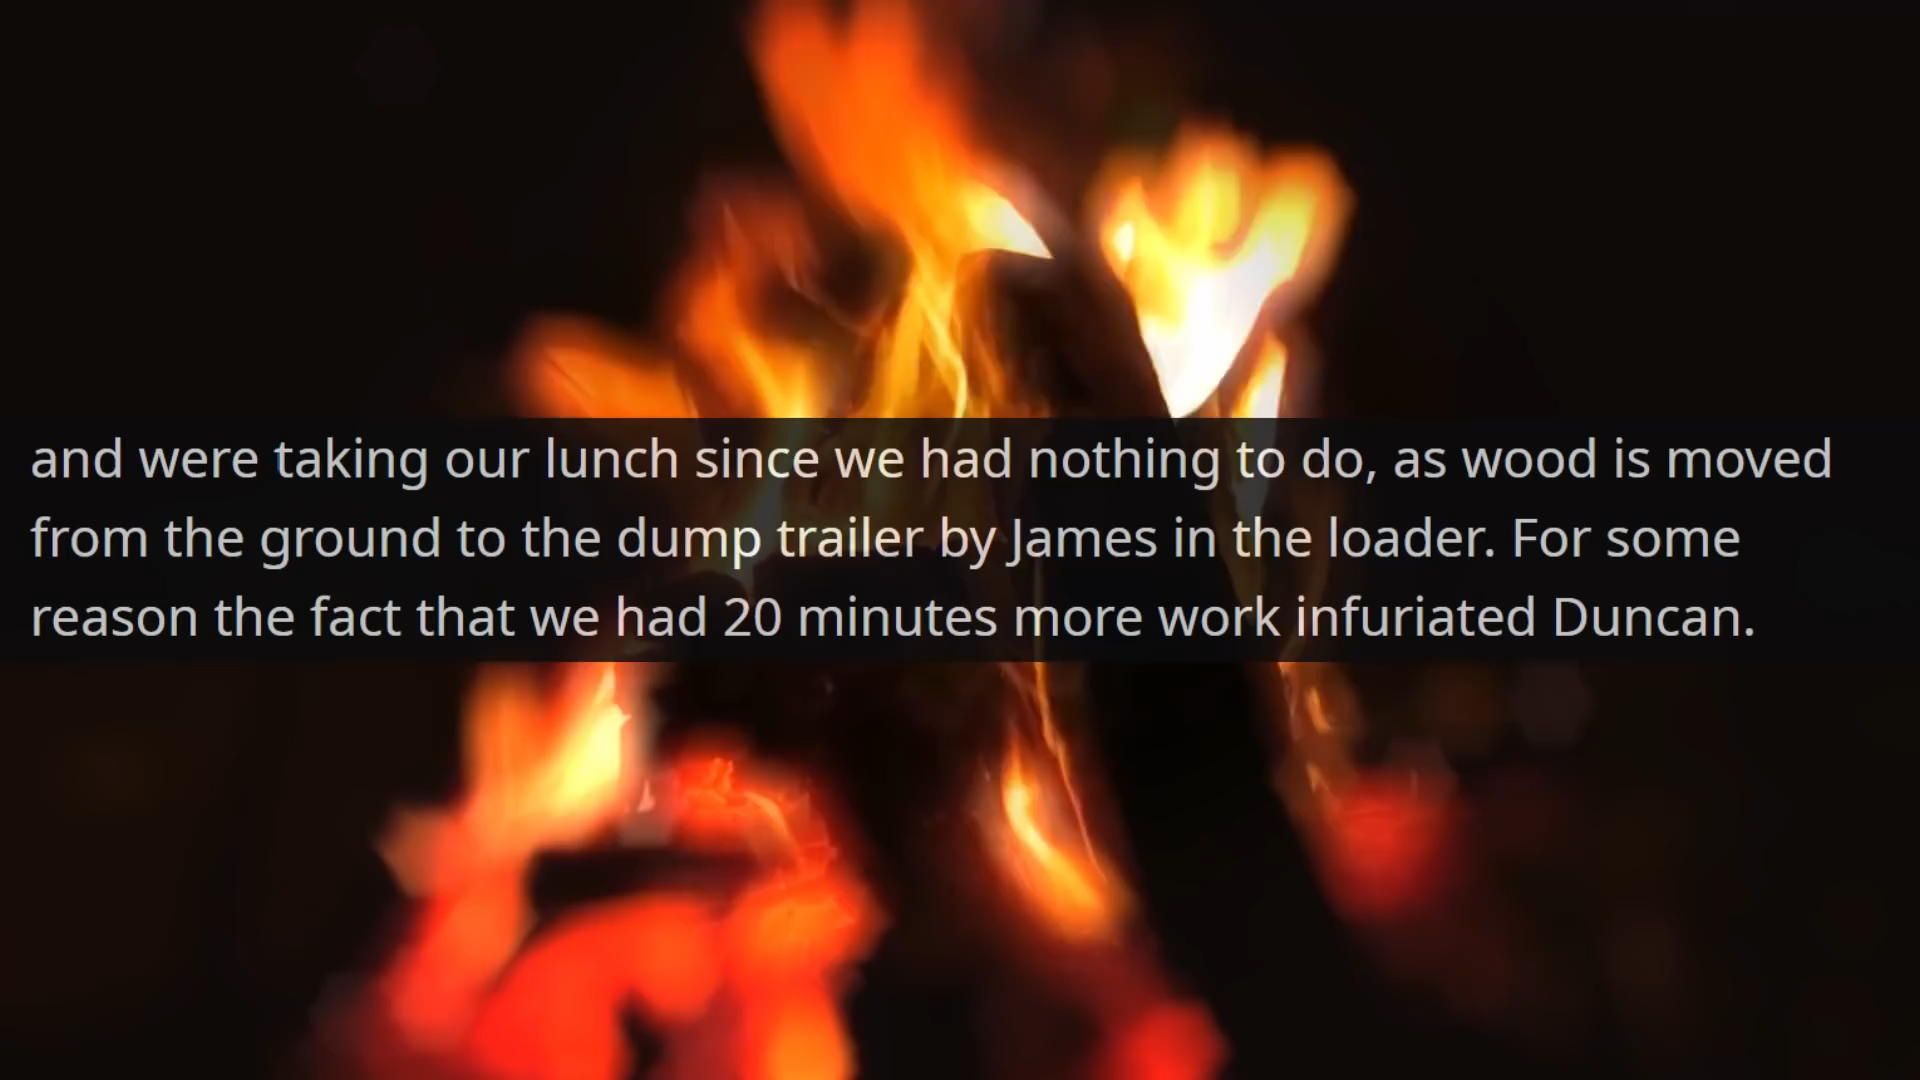 and were taking our lunch since we had nothing to do, as wood is moved
from the ground to the dump trailer by James in the loader. For some
reason the fact that we had 20 minutes more work infuriated Duncan.